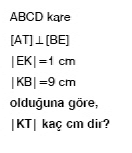 ABCD kare
[AT]⊥[BE]
|EK|=1 cm
|KB|=9 cm
olduğuna göre,
|KT| kaç cm dir?